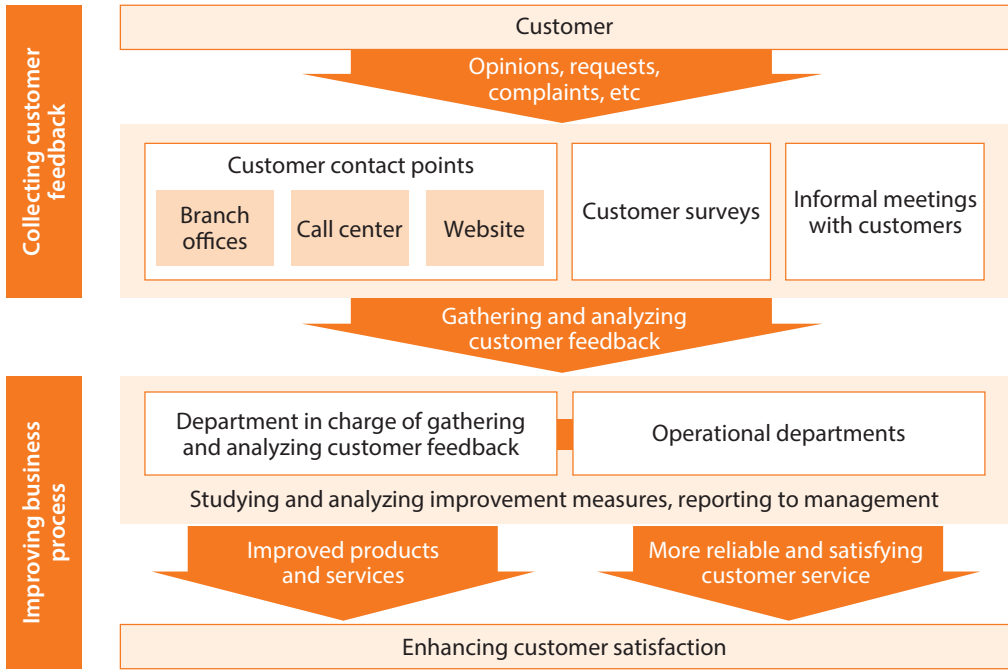 Collecting customer
feedback
Customer
Opinions, requests,
complaints, etc
Customer contact points
Branch
offices
Call center
Website
Customer surveys
Informal meetings
with customers
Gathering and analyzing
customer feedback
Improving business
process
Department in charge of gathering
and analyzing customer feedback
Operational departments
Studying and analyzing improvement measures, reporting to management
Improved products
and services
More reliable and satisfying
customer service
Enhancing customer satisfaction